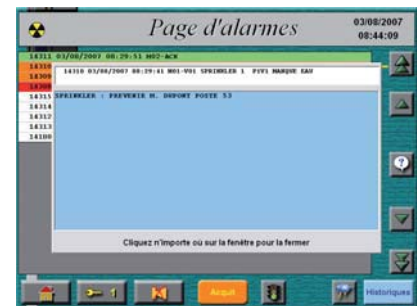 Page d'alarmes
03/08/2007
08:44:09
14311 03/08/2007 08:29:51 M02-ACK
14310
14309
14310 03/08/2007 08:29:41 M01-V01 SPRINKLER 1 P1V1 MANQUE EAU
14315
SPRINKLER : PREVENIR M. DUPONT POSTE 53
14314
14312
14313
14100
Cliquez n'importe où sur la fenêtre pour la fermer
1
Acquit
Historiques